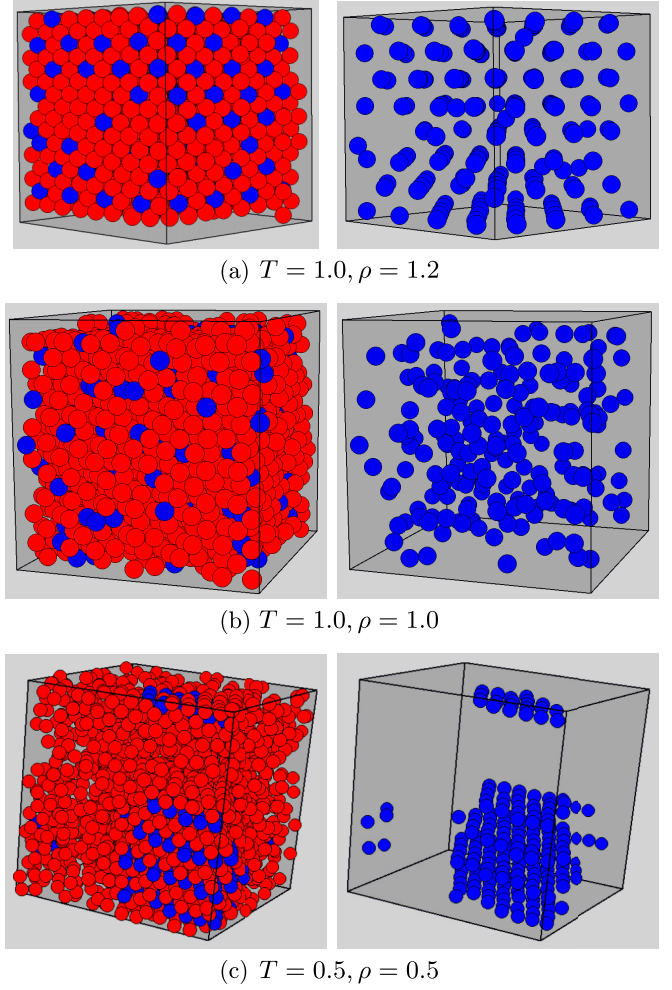 (a) T = 1.0, ρ = 1.2
(b) T = 1.0, ρ = 1.0
(c) T = 0.5, ρ = 0.5